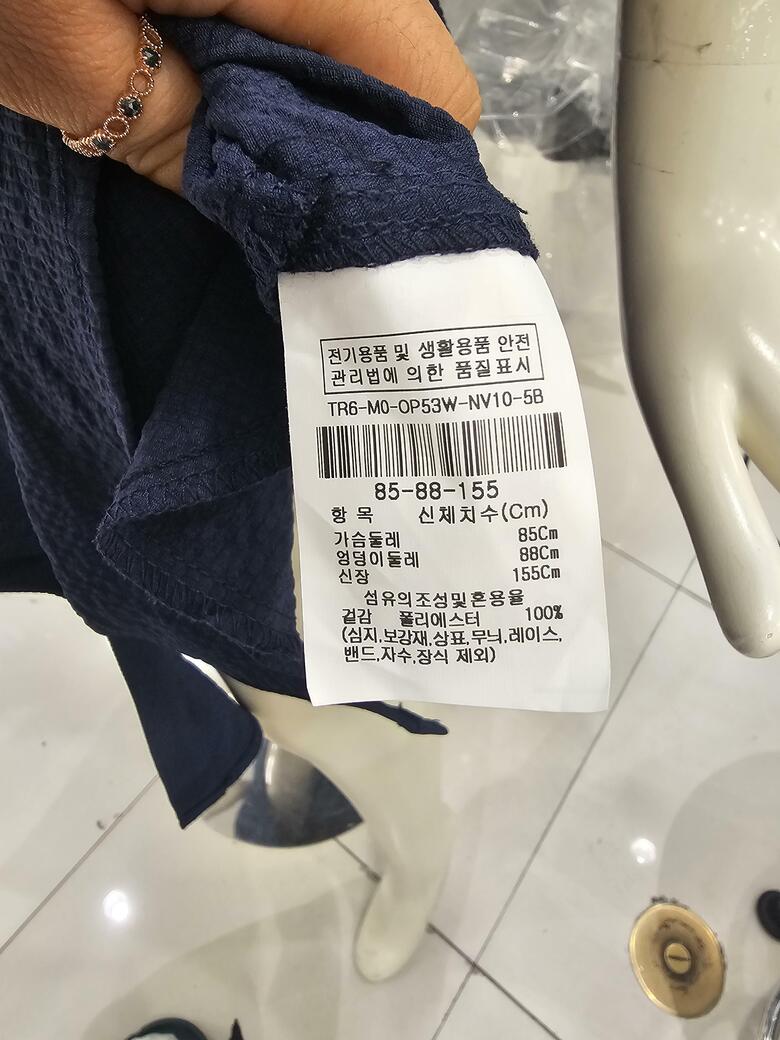 전기용품 및 생활용품 안전
관리법에 의한 품질표시
TR6-M0-OP53W-NV10-5B
85-88-155
항 목 신체치수(Cm)
가슴둘레 85Cm
엉덩이둘레 88Cm
신장 155Cm
섬유의조성및혼용율
겉감 폴리에스터 100%
(심지,보강재,상표,무늬,레이스,
밴드,자수,장식 제외)